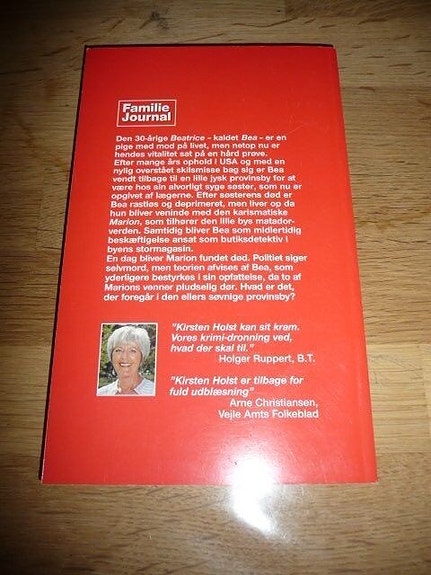 Familie
Journal
Den 30-årige Beatrice - kaldet Bea - er en
pige med mod på livet, men netop nu er
hendes vitalitet sat på en hård prøve.
Efter mange års ophold i USA og med en
nylig overstået skilsmisse bag sig er Bea
vendt tilbage til en lille jysk provinsby for at
være hos sin alvorligt syge søster, som nu er
opgivet af lægerne. Efter søsterens død er
Bea rastløs og deprimeret, men liver op da
hun bliver veninde med den karismatiske
Marion, som tilhører den lille bys matador-
verden. Samtidig bliver Bea som midlertidig
beskæftigelse ansat som butiksdetektiv i
byens stormagasin.
En dag bliver Marion fundet død. Politiet siger
selvmord, men teorien afvises af Bea, som
yderligere bestyrkes i sin opfattelse, da to af
Marions venner pludselig dør. Hvad er det,
der foregår i den ellers søvnige provinsby?
"Kirsten Holst kan sit kram.
Vores krimi-dronning ved,
hvad der skal til."
Holger Ruppert, B.T.
"Kirsten Holst er tilbage for
fuld udblæsning"
Arne Christiansen,
Vejle Amts Folkeblad